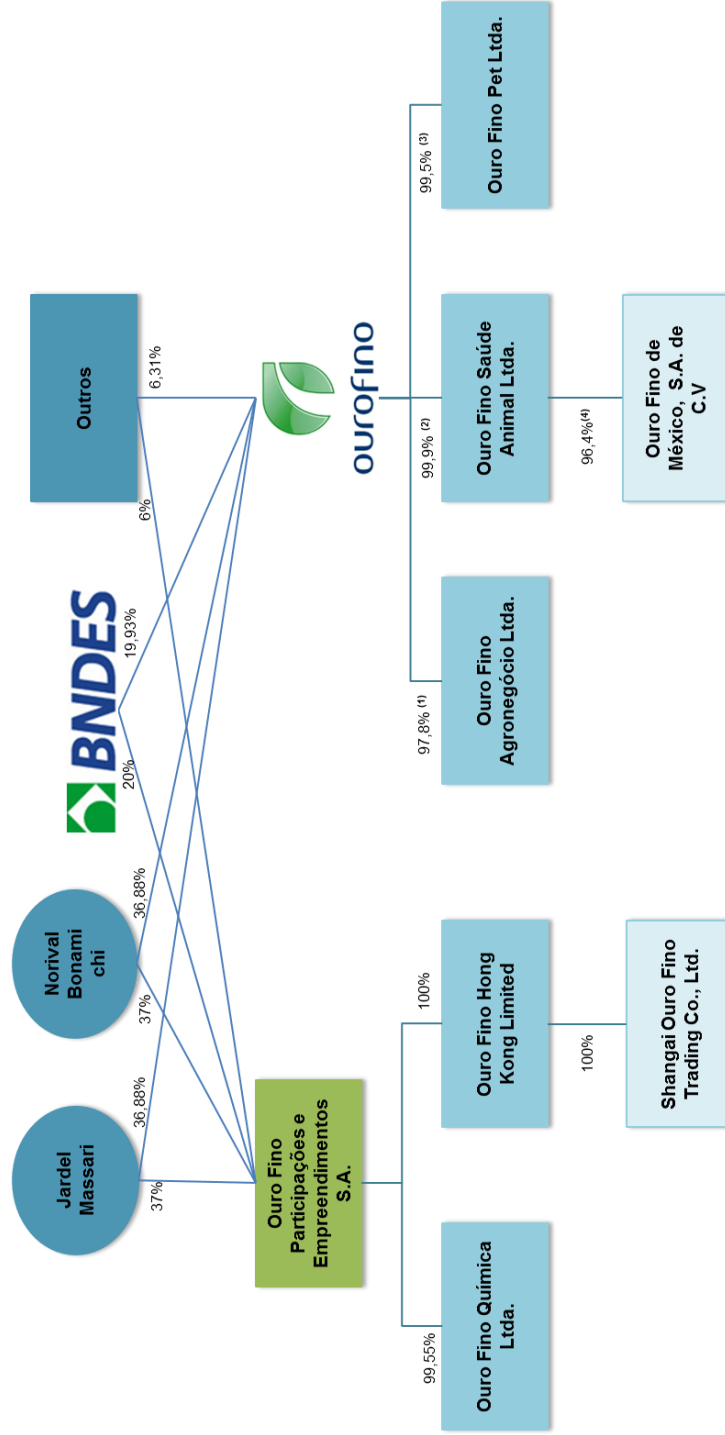 Jardel
Massari
Norival
Bonami
chi
BNDES
Outros
37%
36,88%
37%
36,88%
20%
19,93%
6%
6,31%
Ouro Fino
Participações e
Empreendimentos
S.A.
ourofino
99,55%
100%
97,8% (1)
99,9% (2)
99,5% (3)
Ouro Fino Química
Ltda.
Ouro Fino Hong
Kong Limited
Ouro Fino
Agronegócio Ltda.
Ouro Fino Saúde
Animal Ltda.
Ouro Fino Pet Ltda.
100%
96,4%(4)
Shangai Ouro Fino
Trading Co., Ltd.
Ouro Fino de
México, S.A. de
C.V